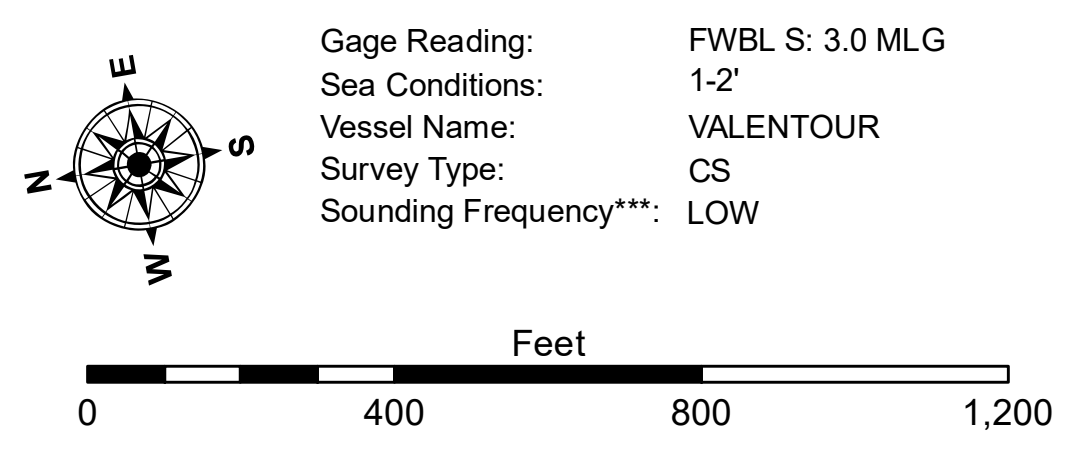 E
S
N
W
Gage Reading: FWBL S: 3.0 MLG
Sea Conditions: 1-2'
Vessel Name: VALENTOUR
Survey Type: CS
Sounding Frequency***: LOW
Feet
0 400 800 1,200